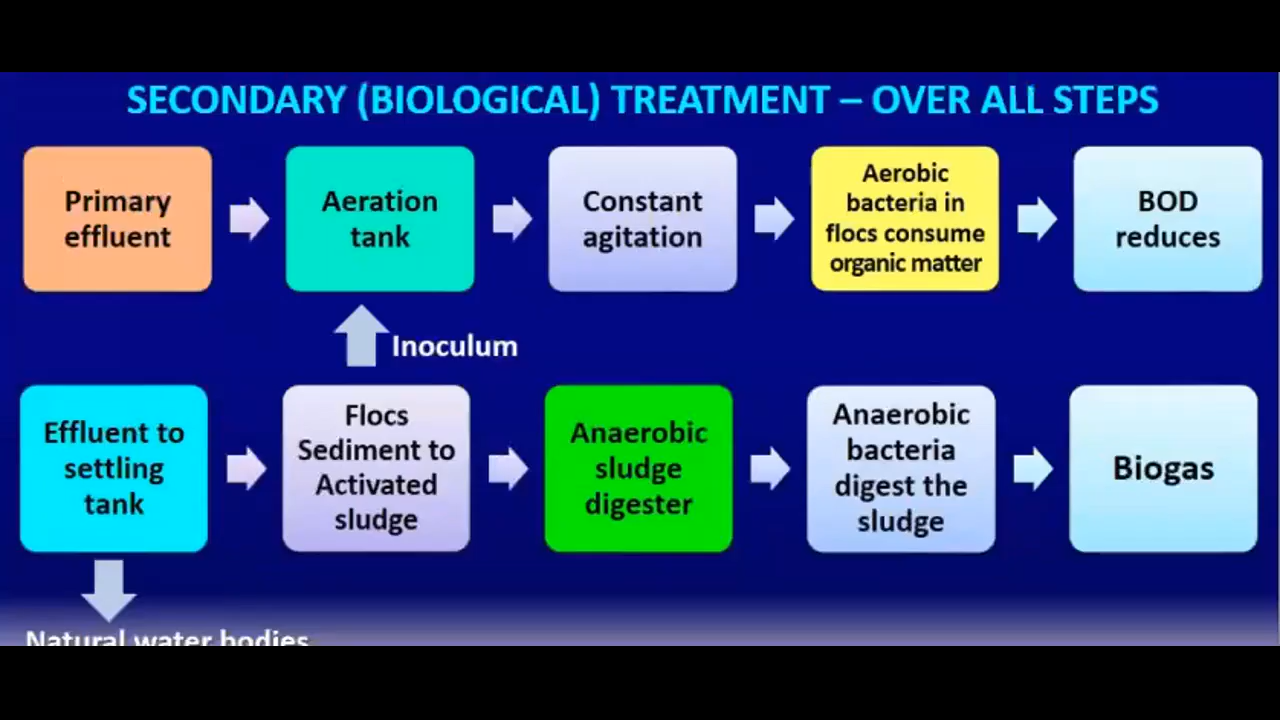 SECONDARY (BIOLOGICAL) TREATMENT – OVER ALL STEPS
Primary
effluent
Aeration
tank
Constant
agitation
Aerobic
bacteria in
flocs consume
organic matter
BOD
reduces
Inoculum
Effluent to
settling
tank
Flocs
Sediment to
Activated
sludge
Anaerobic
sludge
digester
Anaerobic
bacteria
digest the
sludge
Biogas
Natural water bodies